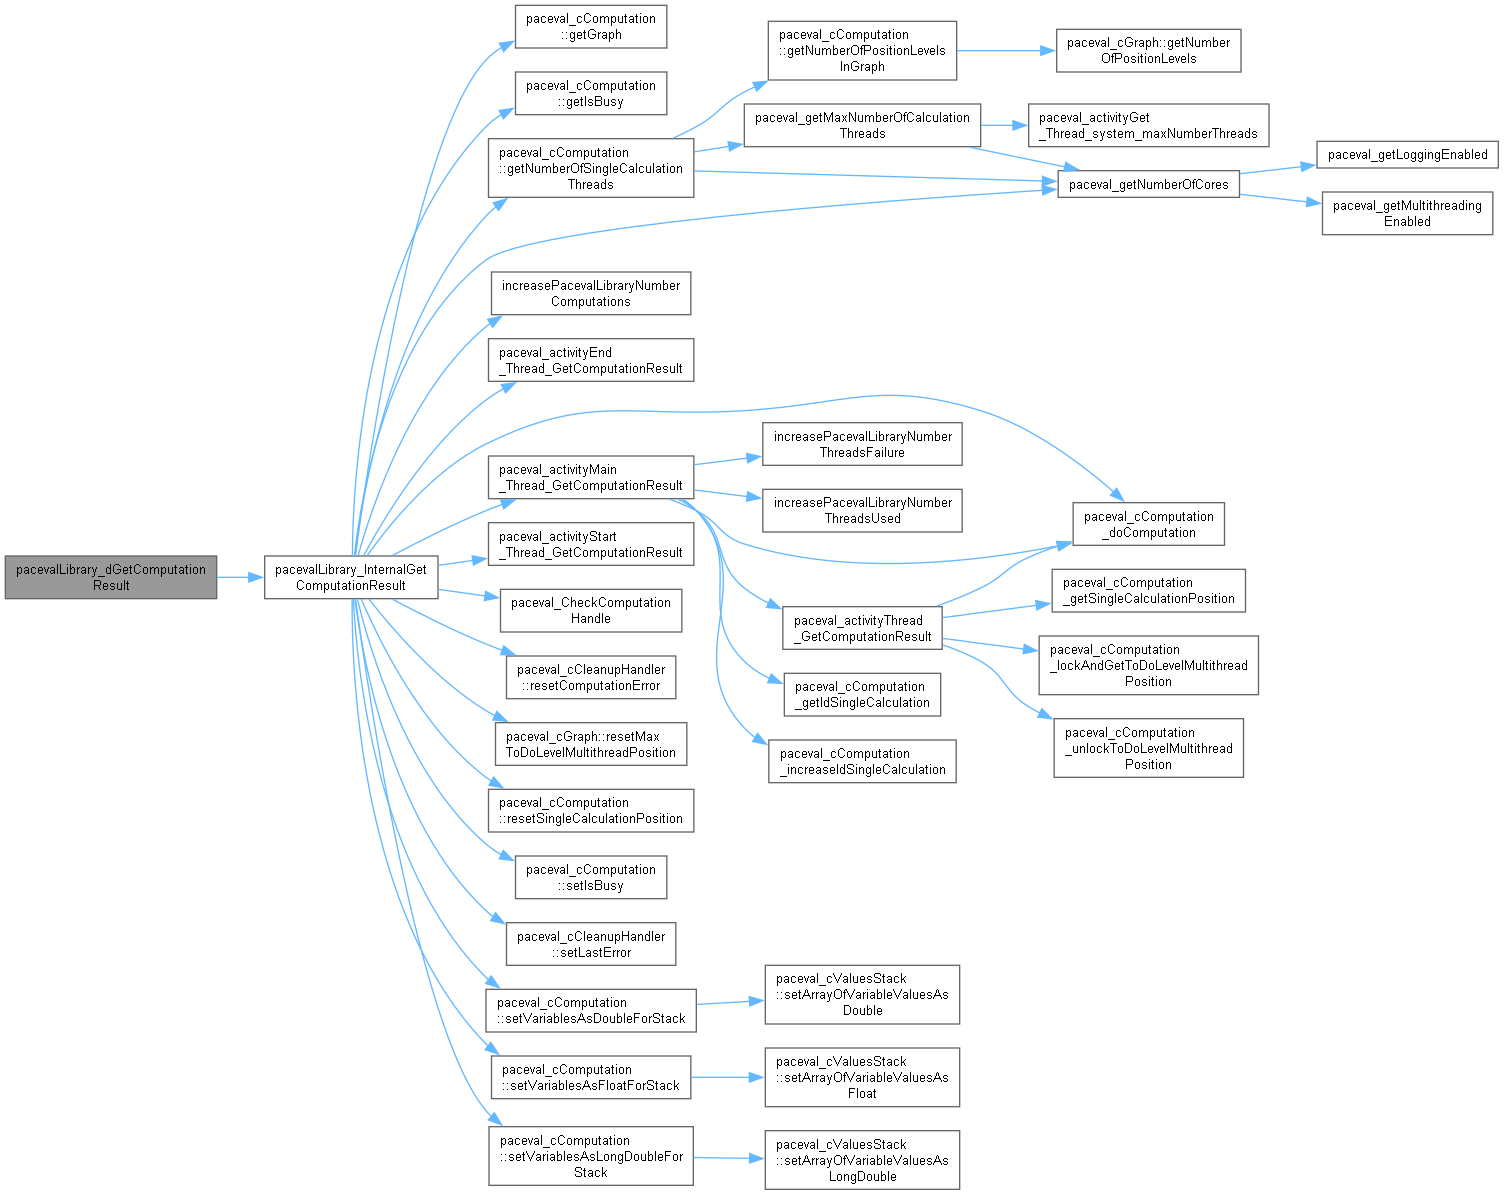 pacevalLibrary_dGetComputation
Result
pacevalLibrary_InternalGet
ComputationResult
paceval_cComputation
::getGraph
paceval_cComputation
::getIsBusy
paceval_cComputation
::getNumberOfSingleCalculation
Threads
increasePacevalLibraryNumber
Computations
paceval_activityEnd
_Thread_GetComputationResult
paceval_activityMain
_Thread_GetComputationResult
paceval_activityStart
_Thread_GetComputationResult
paceval_CheckComputation
Handle
paceval_cCleanupHandler
::resetComputationError
paceval_cGraph::resetMax
ToDoLevelMultithreadPosition
paceval_cComputation
::resetSingleCalculationPosition
paceval_cComputation
::setIsBusy
paceval_cCleanupHandler
::setLastError
paceval_cComputation
::setVariablesAsDoubleForStack
paceval_cComputation
::setVariablesAsFloatForStack
paceval_cComputation
::setVariablesAsLongDoubleFor
Stack
paceval_cComputation
::getNumberOfPositionLevels
InGraph
paceval_getMaxNumberOfCalculation
Threads
increasePacevalLibraryNumber
ThreadsFailure
increasePacevalLibraryNumber
ThreadsUsed
paceval_activityThread
_GetComputationResult
paceval_cComputation
_getIdSingleCalculation
paceval_cComputation
_increaseIdSingleCalculation
paceval_cValuesStack
::setArrayOfVariableValuesAs
Double
paceval_cValuesStack
::setArrayOfVariableValuesAs
Float
paceval_cValuesStack
::setArrayOfVariableValuesAs
LongDouble
paceval_cGraph::getNumber
OfPositionLevels
paceval_activityGet
_Thread_system_maxNumberThreads
paceval_getNumberOfCores
paceval_cComputation
_doComputation
paceval_cComputation
_getSingleCalculationPosition
paceval_cComputation
_lockAndGetToDoLevelMultithread
Position
paceval_cComputation
_unlockToDoLevelMultithread
Position
paceval_getLoggingEnabled
paceval_getMultithreading
Enabled